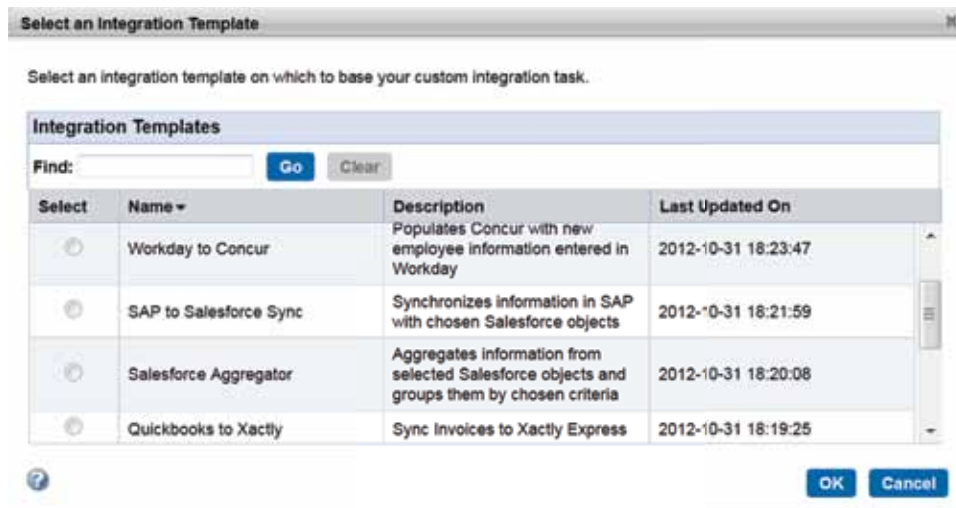 Select an Integration Template
Select an integration template on which to base your custom integration task.
Integration Templates
Find: Go Clear
Select Name Description Last Updated On
Workday to Concur
Populates Concur with new
employee information entered in
Workday
2012-10-31 18:23:47
SAP to Salesforce Sync
Synchronizes information in SAP
with chosen Salesforce objects
2012-10-31 18:21:59
Salesforce Aggregator
Aggregates information from
selected Salesforce objects and
groups them by chosen criteria
2012-10-31 18:20:08
Quickbooks to Xactly Sync Invoices to Xactly Express 2012-10-31 18:19:25
? OK Cancel